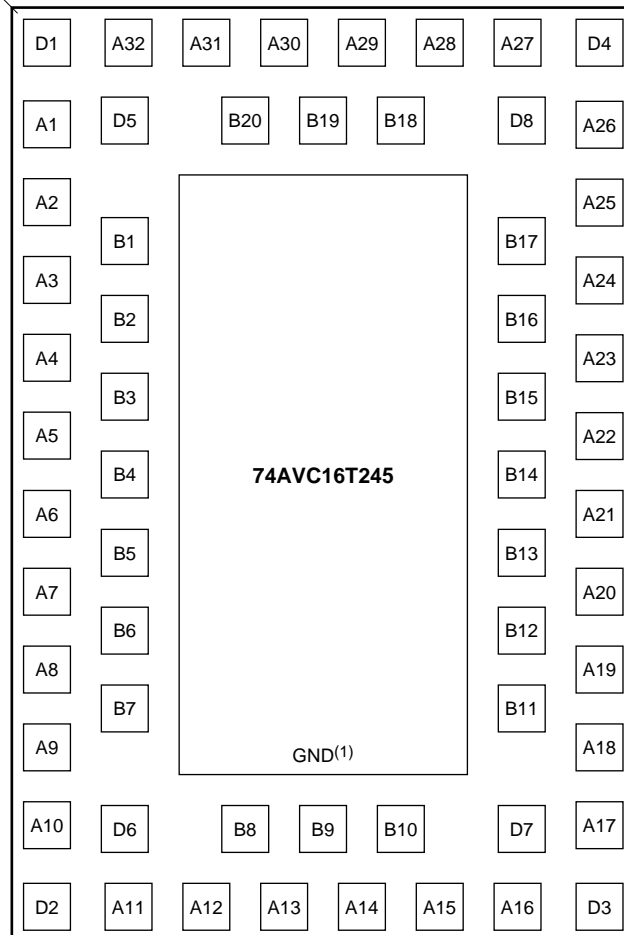 D1 A32 A31 A30 A29 A28 A27 D4
A1 D5 B20 B19 B18 D8 A26
A2 A25
B1 B17
A3 A24
B2 B16
A4 A23
B3 B15
A5 A22
B4 74AVC16T245 B14
A6 A21
B5 B13
A7 A20
B6 B12
A8 A19
B7 B11
A9 GND(1) A18
A10 D6 B8 B9 B10 D7 A17
D2 A11 A12 A13 A14 A15 A16 D3